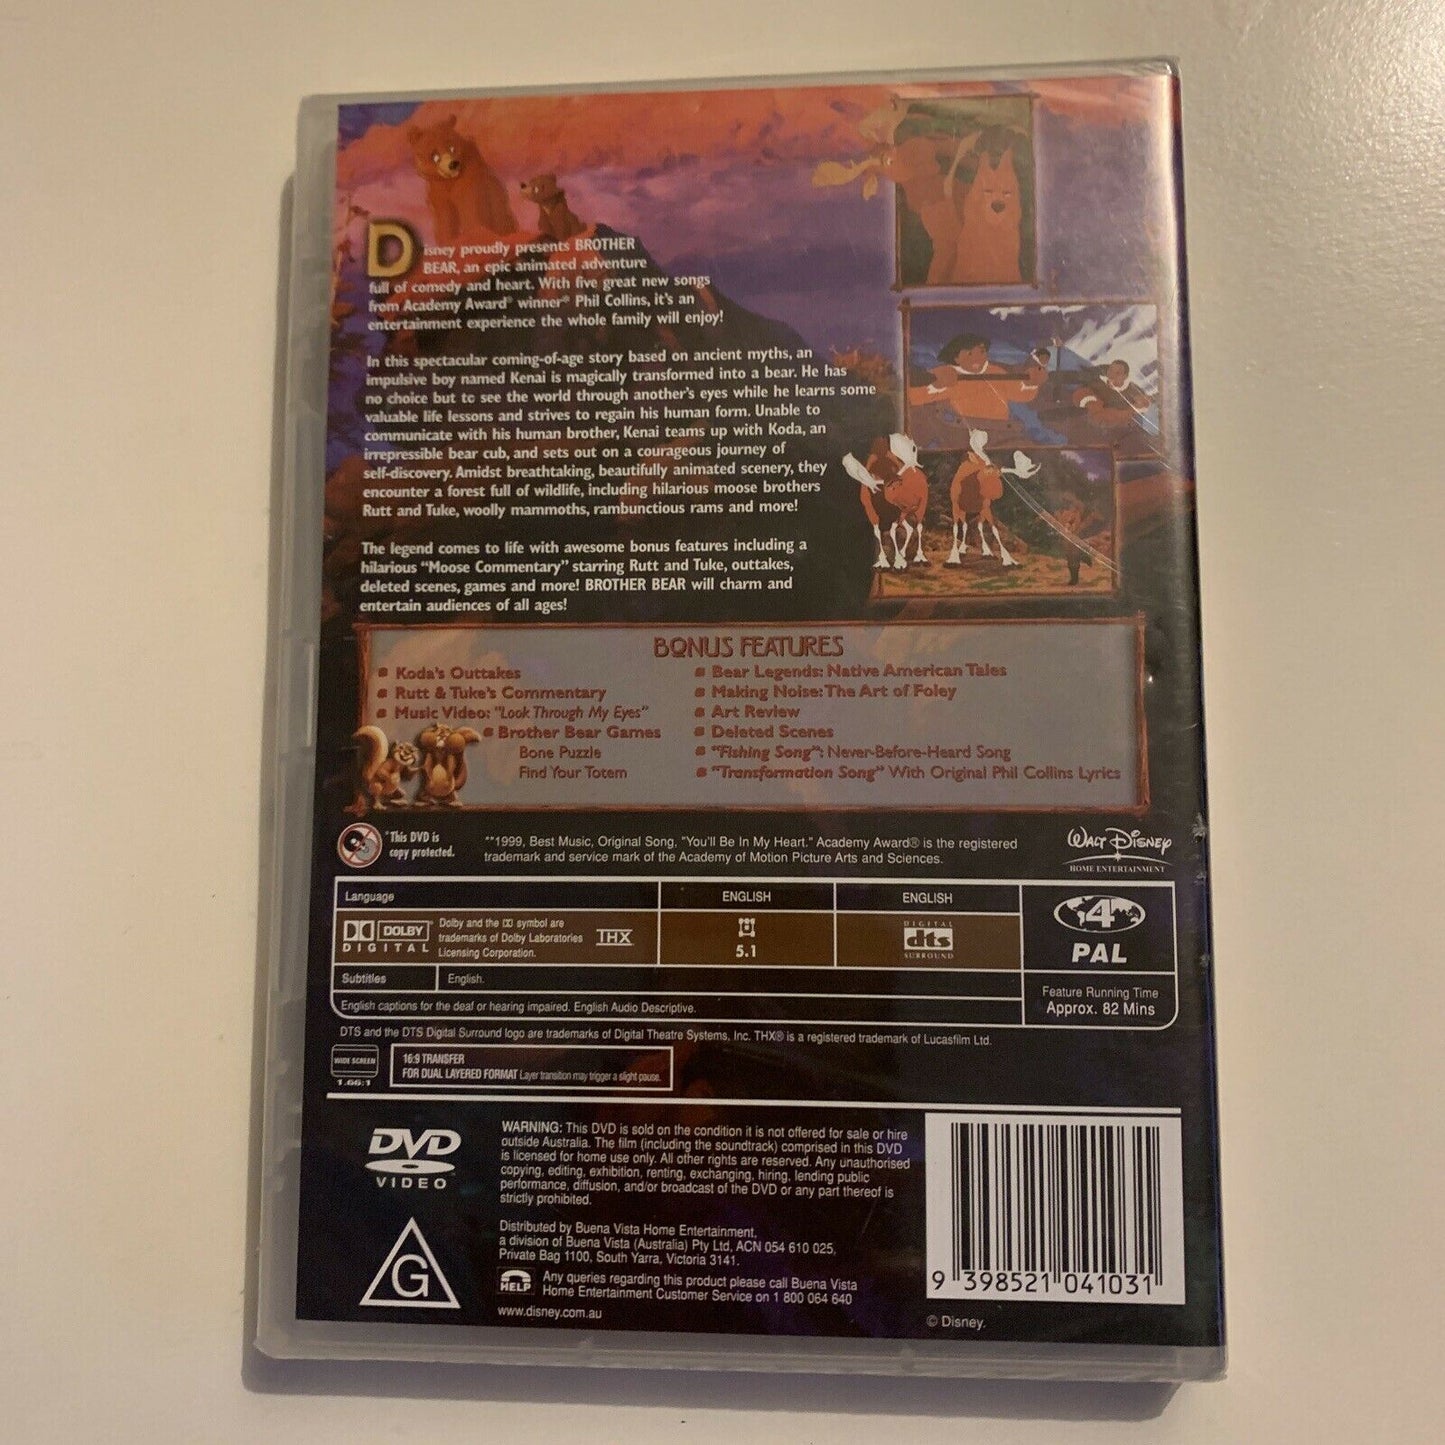 Disney proudly presents BROTHER
BEAR, an epic animated adventure
full of comedy and heart. With five great new songs
from Academy Award® winner* Phil Collins, it's an
entertainment experience the whole family will enjoy!
In this spectacular coming-of-age story based on ancient myths, an
impulsive boy named Kenai is magically transformed into a bear. He has
no choice but to see the world through another's eyes while he learns some
valuable life lessons and strives to regain his human form. Unable to
communicate with his human brother, Kenai teams up with Koda, an
irrepressible bear cub, and sets out on a courageous journey of
self-discovery. Amidst breathtaking, beautifully animated scenery, they
encounter a forest full of wildlife, including hilarious moose brothers
Rutt and Tuke, woolly mammoths, rambunctious rams and more!
The legend comes to life with awesome bonus features including a
hilarious "Moose Commentary" starring Rutt and Tuke, outtakes,
deleted scenes, games and more! BROTHER BEAR will charm and
entertain audiences of all ages!
BONUS FEATURES
Koda's Outtakes
Rutt & Tuke's Commentary
Music Video: "Look Through My Eyes"
Brother Bear Games
Bone Puzzle
Find Your Totem
Bear Legends: Native American Tales
Making Noise: The Art of Foley
Art Review
Deleted Scenes
"Fishing Song": Never-Before-Heard Song
"Transformation Song" With Original Phil Collins Lyrics
*This DVD is
copy protected.
**1999, Best Music, Original Song, "You'll Be In My Heart." Academy Award® is the registered
trademark and service mark of the Academy of Motion Picture Arts and Sciences.
WALT DISNEY
HOME ENTERTAINMENT
Language
ENGLISH
ENGLISH
DOLBY
DIGITAL
Dolby and the DD symbol are
trademarks of Dolby Laboratories
Licensing Corporation.
THX
5.1
DIGITAL
dts
SURROUND
4
PAL
Subtitles
English.
English captions for the deaf or hearing impaired. English Audio Descriptive.
Feature Running Time
Approx. 82 Mins
DTS and the DTS Digital Surround logo are trademarks of Digital Theatre Systems, Inc. THX® is a registered trademark of Lucasfilm Ltd.
WIDE SCREEN
1.66:1
16:9 TRANSFER
FOR DUAL LAYERED FORMAT Layer transition may trigger a slight pause.
DVD
VIDEO
WARNING: This DVD is sold on the condition it is not offered for sale or hire
outside Australia. The film (including the soundtrack) comprised in this DVD
is licensed for home use only. All other rights are reserved. Any unauthorised
copying, editing, exhibition, renting, exchanging, hiring, lending public
performance, diffusion, and/or broadcast of the DVD or any part thereof is
strictly prohibited.
Distributed by Buena Vista Home Entertainment,
a division of Buena Vista (Australia) Pty Ltd, ACN 054 610 025,
Private Bag 1100, South Yarra, Victoria 3141.
HELP
Any queries regarding this product please call Buena Vista
Home Entertainment Customer Service on 1 800 064 640
www.disney.com.au
G
9 398521 041031
© Disney.